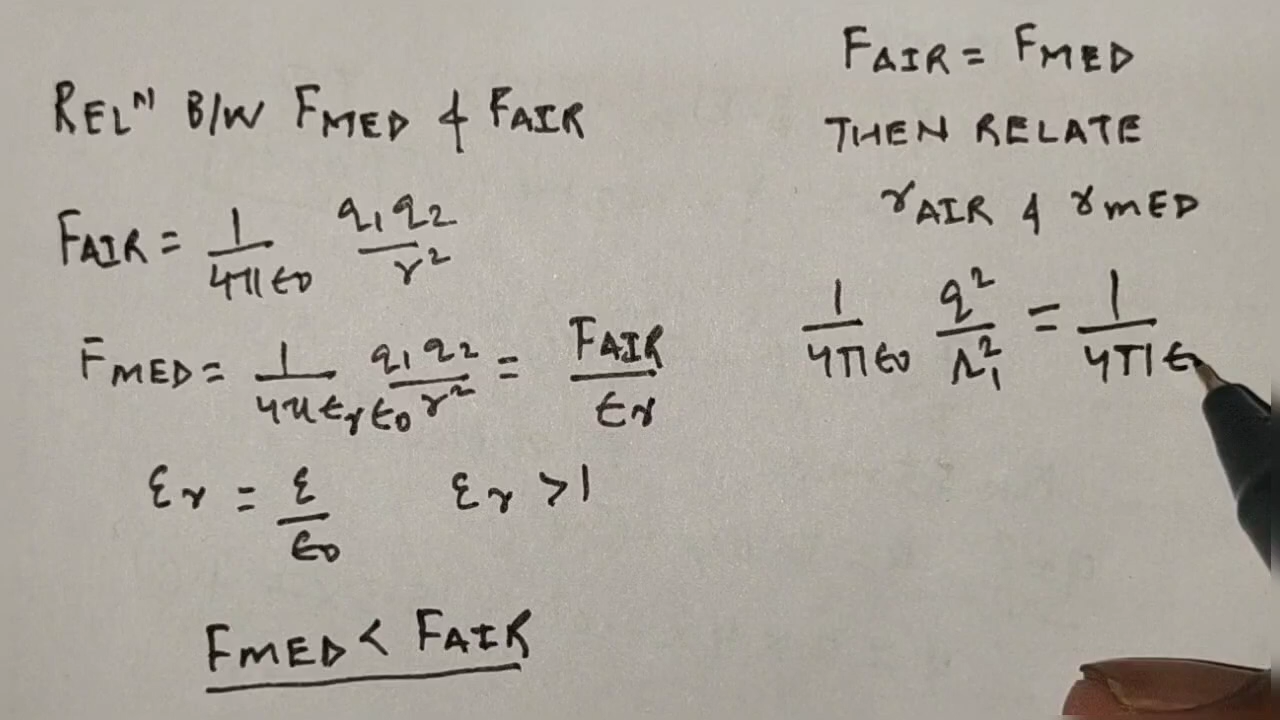 RELⁿ B/W FMED & FAIR
FAIR = 1/4πε0 q1q2/r²
FMED = 1/4πεrε0 q1q2/r² = FAIR/εr
εr = ε/ε0 εr > 1
FMED < FAIR
FAIR = FMED
THEN RELATE
rAIR & rMED
1/4πε0 q²/r1² = 1/4πε0